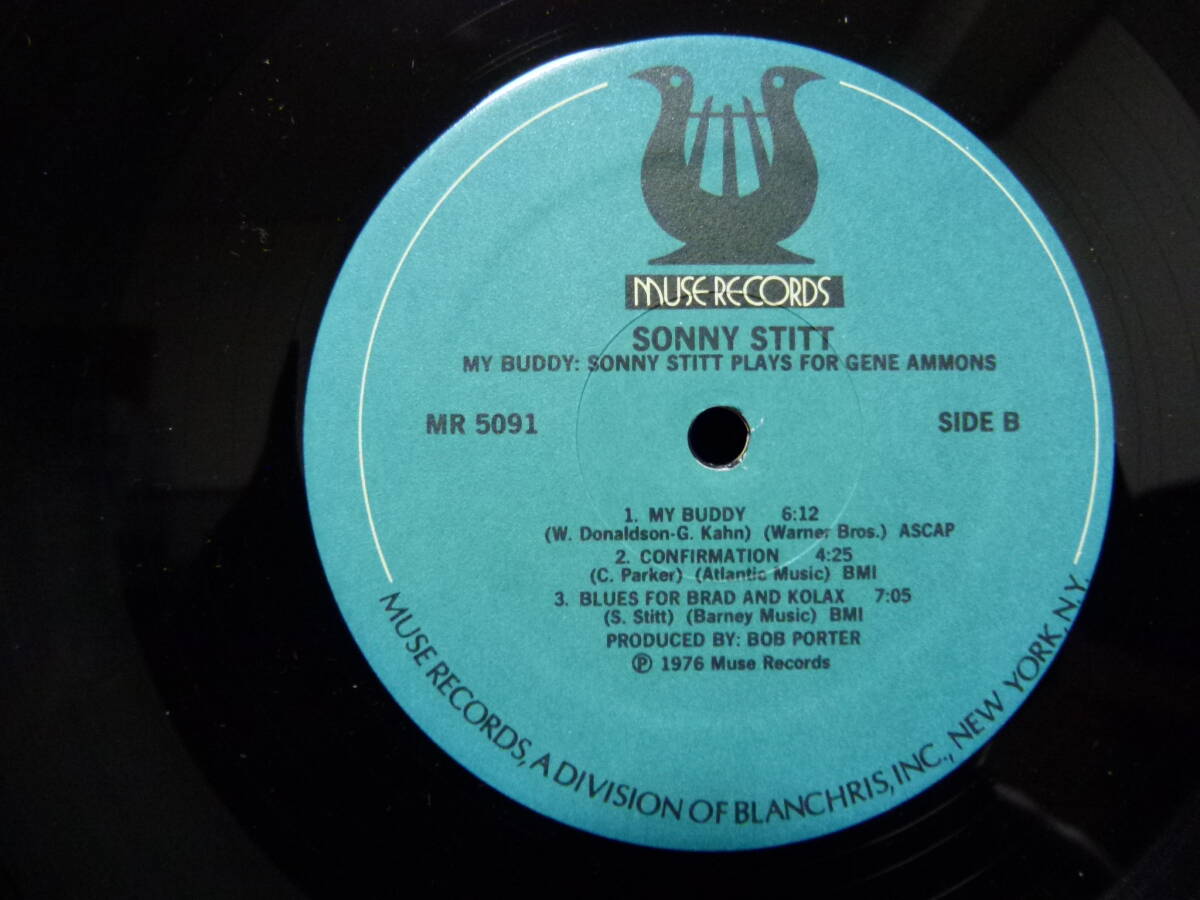 MUSE RECORDS
SONNY STITT
MY BUDDY: SONNY STITT PLAYS FOR GENE AMMONS
MR 5091
SIDE B
1. MY BUDDY 6:12
(W. Donaldson-G. Kahn) (Warner Bros.) ASCAP
2. CONFIRMATION 4:25
(C. Parker) (Atlantic Music) BMI
3. BLUES FOR BRAD AND KOLAX 7:05
(S. Stitt) (Barney Music) BMI
PRODUCED BY: BOB PORTER
℗ 1976 Muse Records
MUSE RECORDS, A DIVISION OF BLANCHRIS, INC., NEW YORK, N.Y.